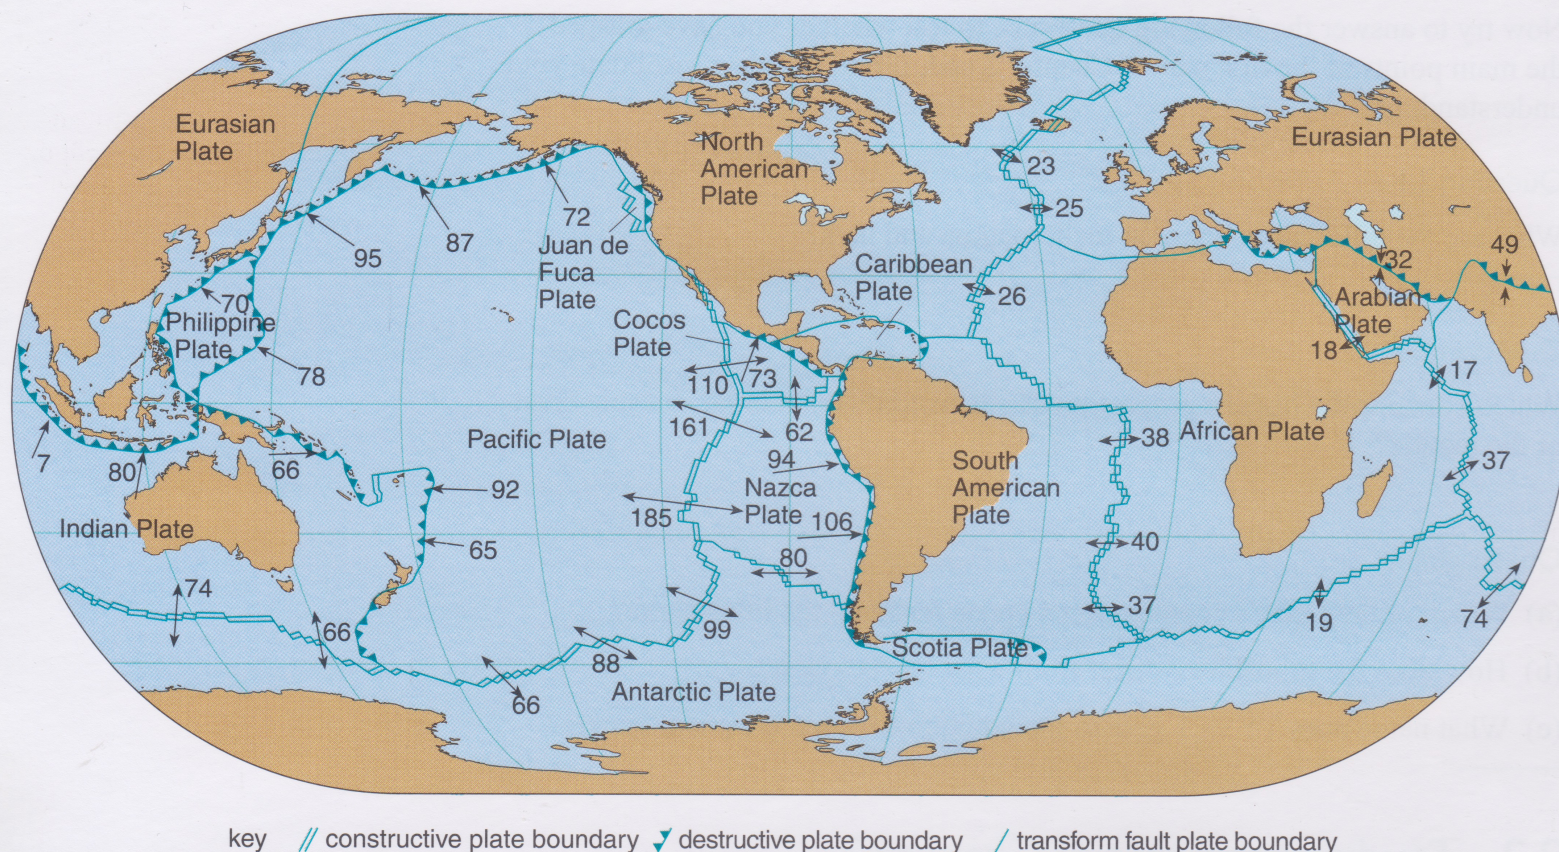 Eurasian
Plate
North
American
Plate
Eurasian Plate
23
25
72
87
95
Juan de
Fuca
Plate
Caribbean
Plate
26
32
49
Arabian
Plate
18
17
70
Philippine
Plate
78
Cocos
Plate
110
73
62
161
Pacific Plate
7
80
66
92
65
94
Nazca
Plate
185
106
80
South
American
Plate
38
African Plate
37
40
37
Indian Plate
74
66
99
88
66
19
74
Scotia Plate
Antarctic Plate
key
constructive plate boundary
destructive plate boundary
transform fault plate boundary